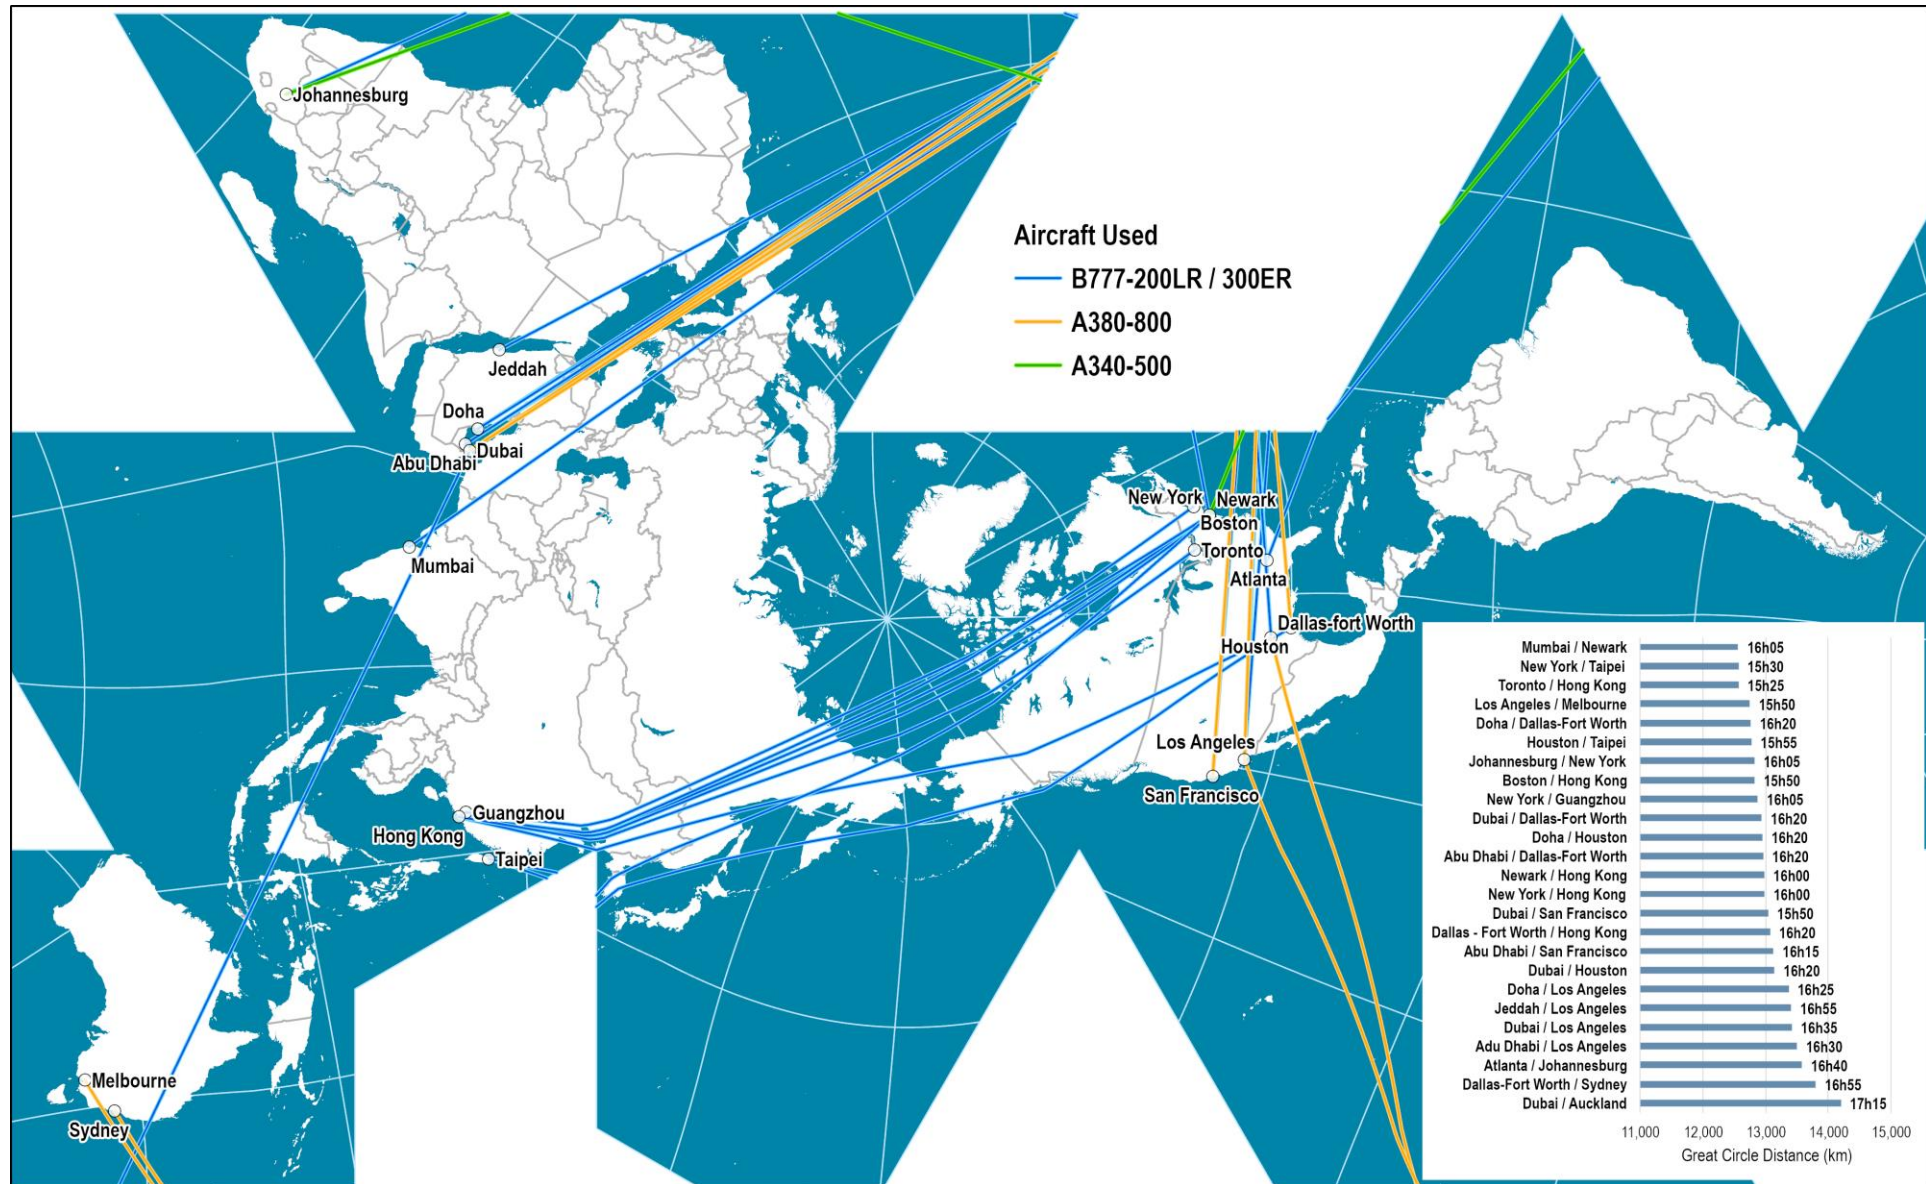 Johannesburg
Aircraft Used
B777-200LR / 300ER
A380-800
A340-500
Jeddah
Doha
Dubai
Abu Dhabi
Mumbai
New York
Newark
Boston
Toronto
Atlanta
Dallas-fort Worth
Houston
Los Angeles
San Francisco
Guangzhou
Hong Kong
Taipei
Melbourne
Sydney
Mumbai / Newark 16h05
New York / Taipei 15h30
Toronto / Hong Kong 15h25
Los Angeles / Melbourne 15h50
Doha / Dallas-Fort Worth 16h20
Houston / Taipei 15h55
Johannesburg / New York 16h05
Boston / Hong Kong 15h50
New York / Guangzhou 16h05
Dubai / Dallas-Fort Worth 16h20
Doha / Houston 16h20
Abu Dhabi / Dallas-Fort Worth 16h20
Newark / Hong Kong 16h00
New York / Hong Kong 16h00
Dubai / San Francisco 15h50
Dallas - Fort Worth / Hong Kong 16h20
Abu Dhabi / San Francisco 16h15
Dubai / Houston 16h20
Doha / Los Angeles 16h25
Jeddah / Los Angeles 16h55
Dubai / Los Angeles 16h35
Adu Dhabi / Los Angeles 16h30
Atlanta / Johannesburg 16h40
Dallas-Fort Worth / Sydney 16h55
Dubai / Auckland 17h15
11,000 12,000 13,000 14,000 15,000
Great Circle Distance (km)